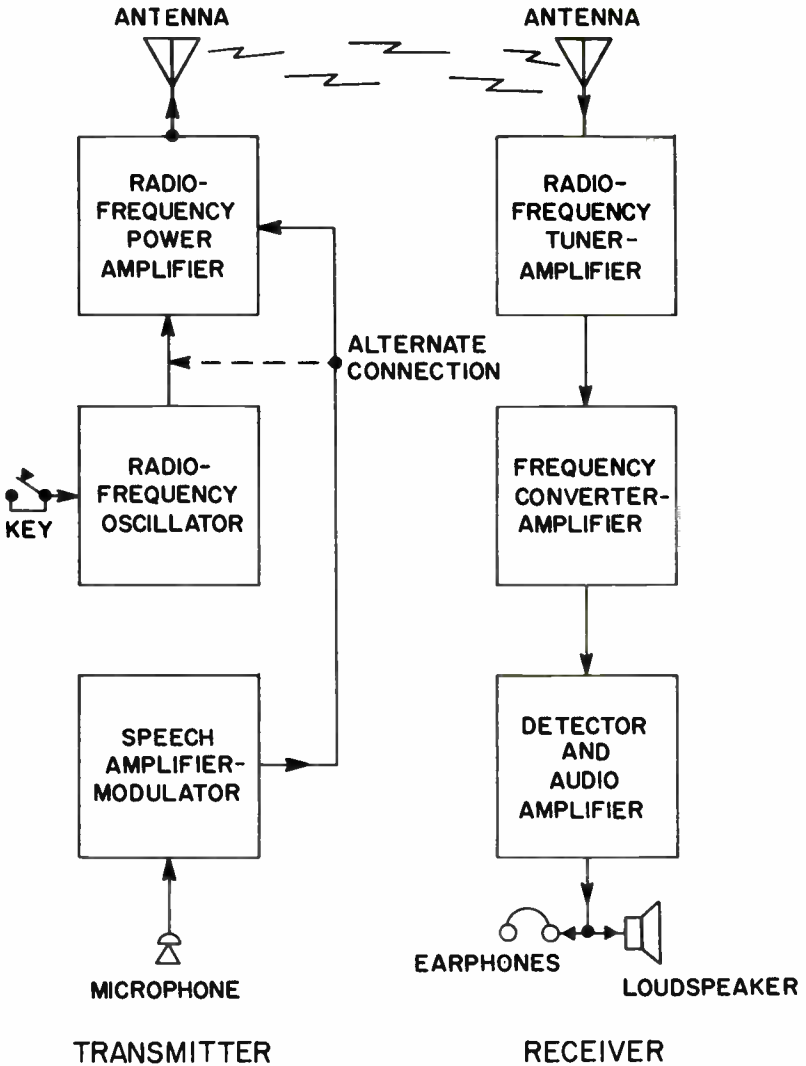 ANTENNA
RADIO-
FREQUENCY
POWER
AMPLIFIER
ALTERNATE
CONNECTION
RADIO-
FREQUENCY
OSCILLATOR
KEY
SPEECH
AMPLIFIER-
MODULATOR
MICROPHONE
TRANSMITTER
ANTENNA
RADIO-
FREQUENCY
TUNER-
AMPLIFIER
FREQUENCY
CONVERTER-
AMPLIFIER
DETECTOR
AND
AUDIO
AMPLIFIER
EARPHONES
LOUDSPEAKER
RECEIVER